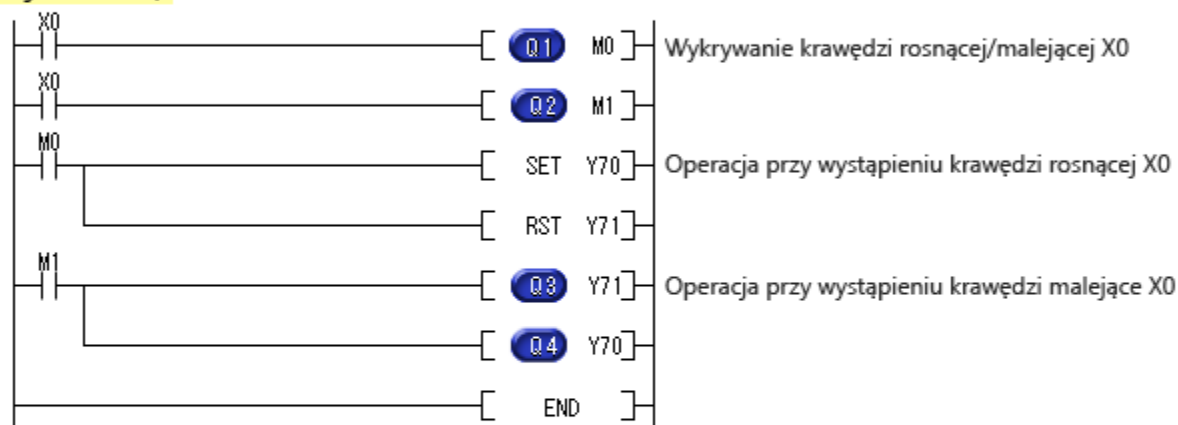 X0
Q1 M0 Wykrywanie krawędzi rosnącej/malejącej X0
X0
Q2 M1
M0
SET Y70 Operacja przy wystąpieniu krawędzi rosnącej X0
RST Y71
M1
Q3 Y71 Operacja przy wystąpieniu krawędzi malejące X0
Q4 Y70
END